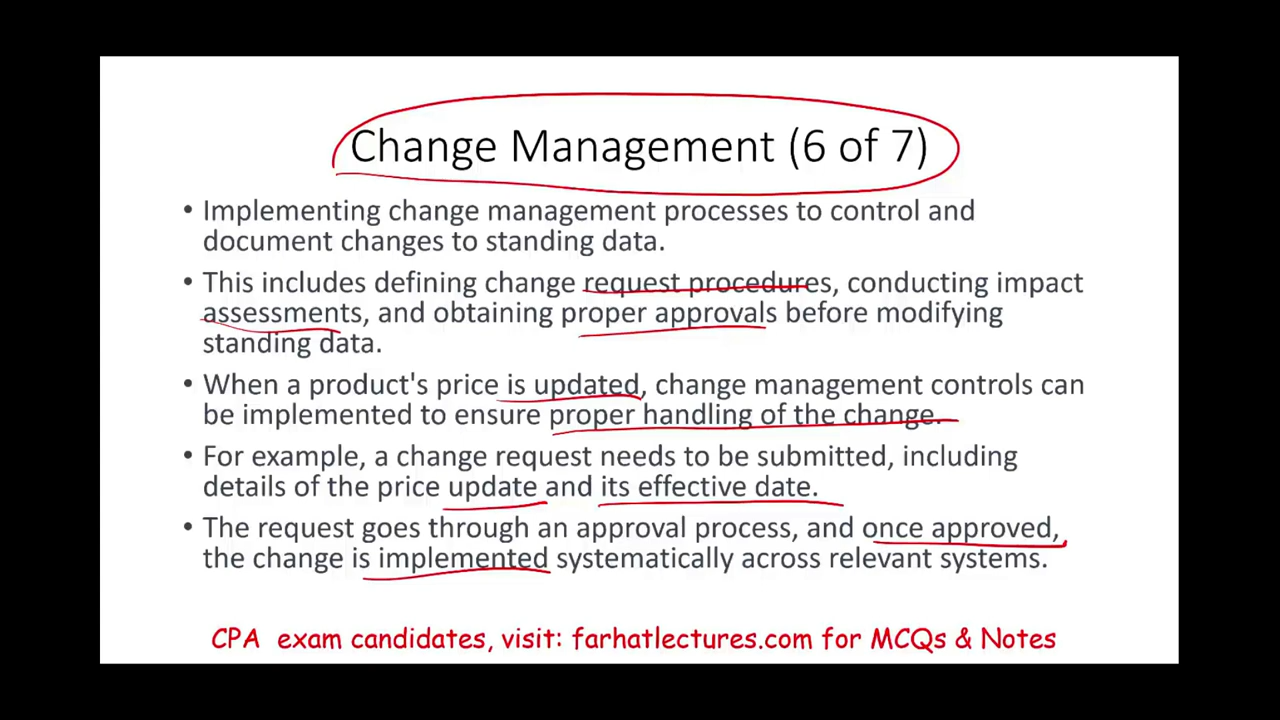 Change Management (6 of 7)
• Implementing change management processes to control and
document changes to standing data.
• This includes defining change request procedures, conducting impact
assessments, and obtaining proper approvals before modifying
standing data.
• When a product's price is updated, change management controls can
be implemented to ensure proper handling of the change.
• For example, a change request needs to be submitted, including
details of the price update and its effective date.
• The request goes through an approval process, and once approved,
the change is implemented systematically across relevant systems.
CPA exam candidates, visit: farhatlectures.com for MCQs & Notes